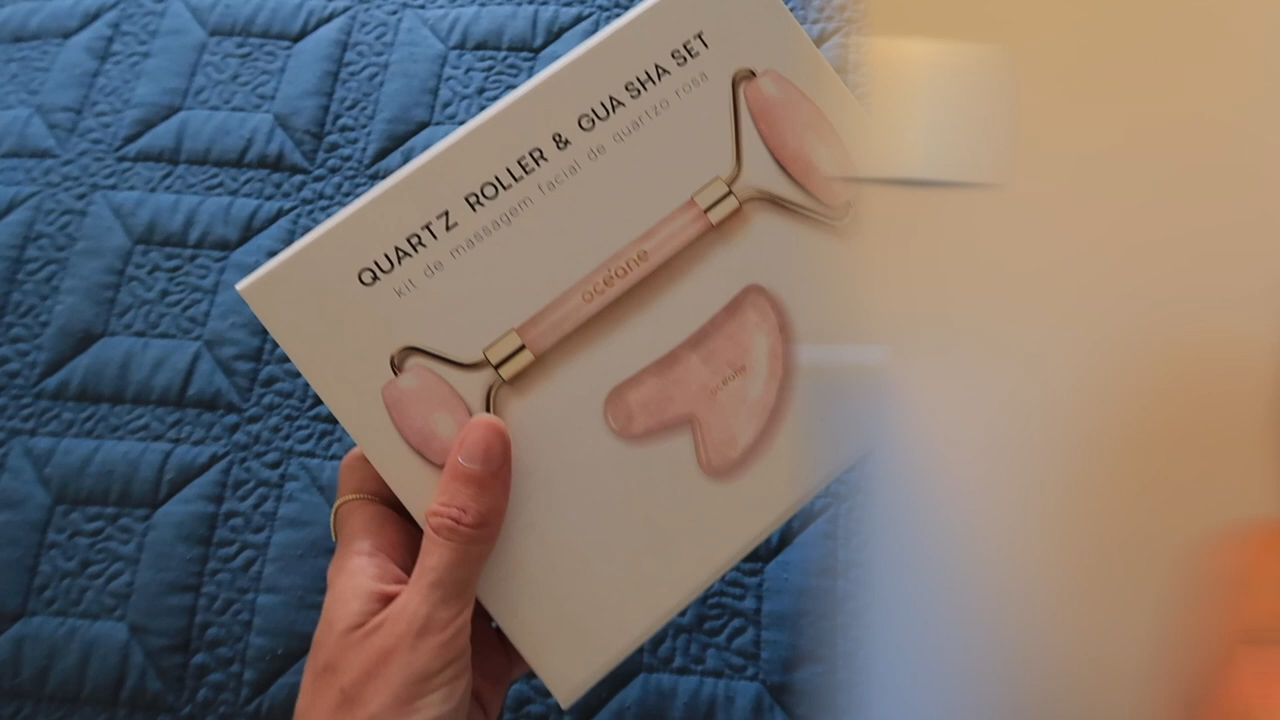 QUARTZ ROLLER & GUA SHA SET
kit de massagem facial de quartzo rosa
océane
océane